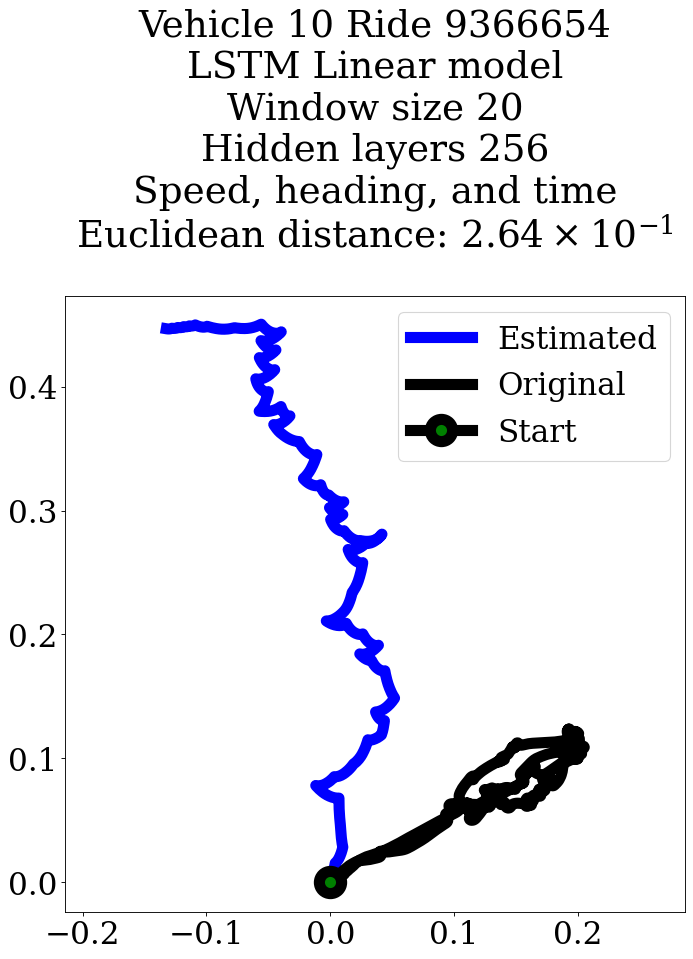 Vehicle 10 Ride 9366654
LSTM Linear model
Window size 20
Hidden layers 256
Speed, heading, and time
Euclidean distance: 2.64 × 10⁻¹
Estimated
Original
Start
0.4
0.3
0.2
0.1
0.0
−0.2 −0.1 0.0 0.1 0.2